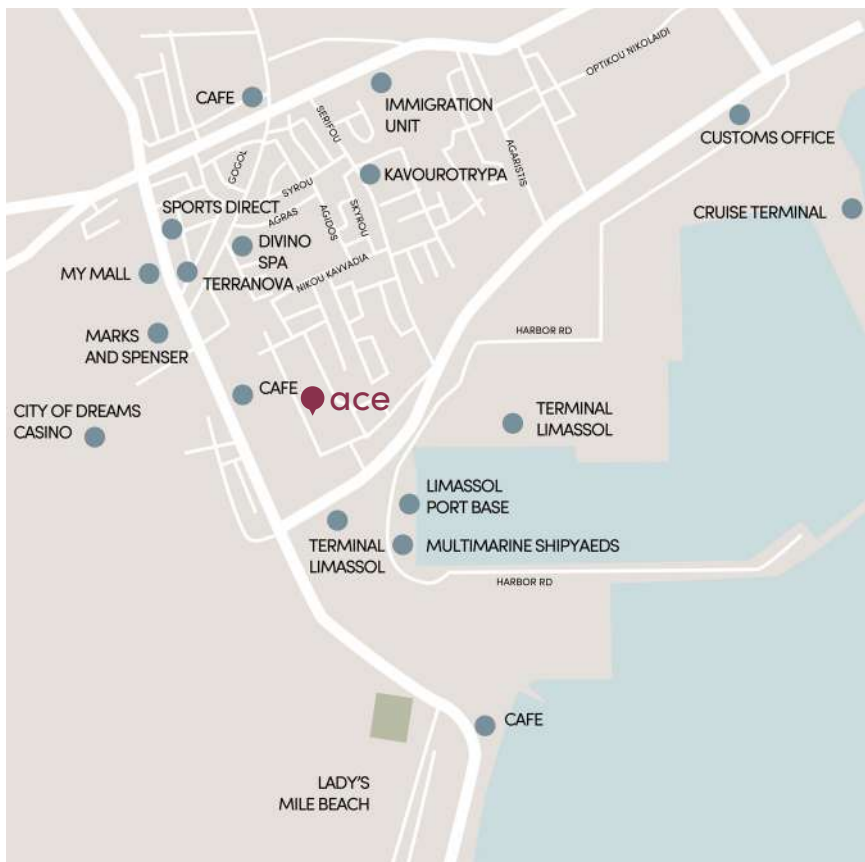 OPTIKOU NIKOLAIDI
CAFE
IMMIGRATION
UNIT
SERIFOU
CUSTOMS OFFICE
AGARISTIS
GOGOL
KAVOUROTRYPA
SYROU
SPORTS DIRECT
AGRAS
AGIDOS
SKYROU
CRUISE TERMINAL
DIVINO
SPA
MY MALL
TERRANOVA
NIKOU KAVVADIA
HARBOR RD
MARKS
AND SPENSER
CAFE
ace
CITY OF DREAMS
CASINO
TERMINAL
LIMASSOL
LIMASSOL
PORT BASE
TERMINAL
LIMASSOL
MULTIMARINE SHIPYAEDS
HARBOR RD
CAFE
LADY'S
MILE BEACH